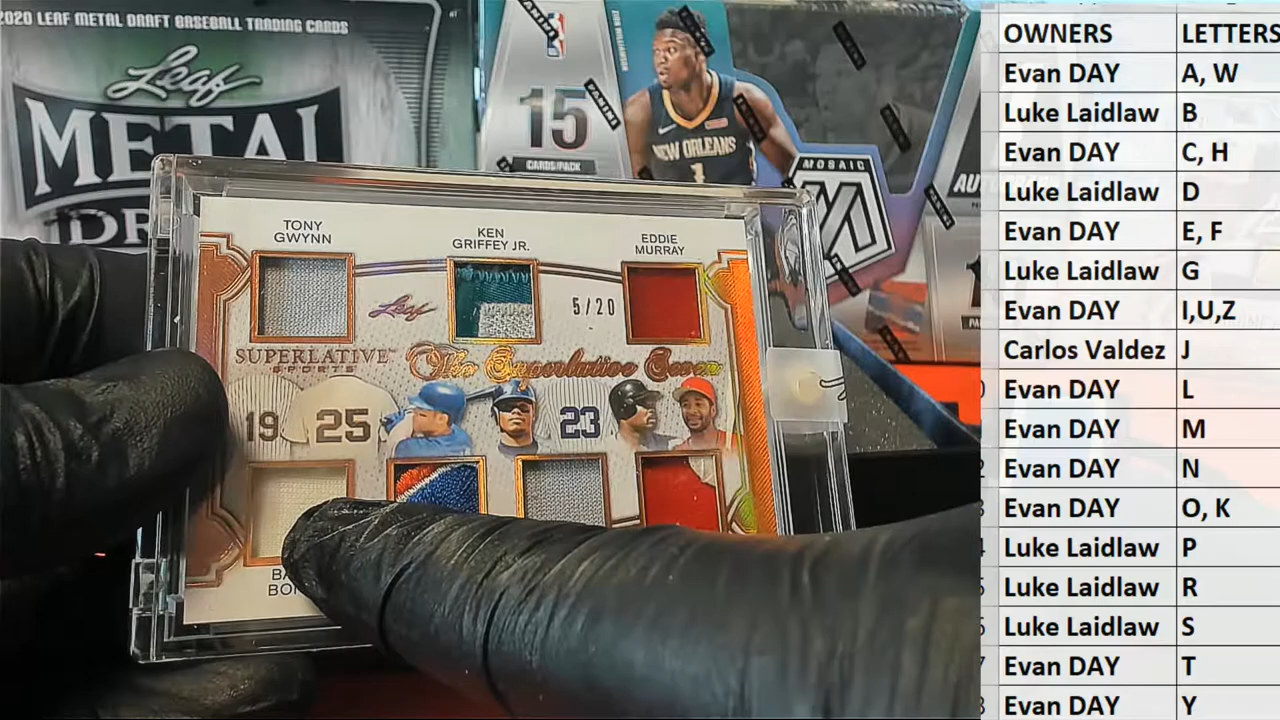 2020 LEAF METAL DRAFT BASEBALL TRADING CARDS
Leaf
METAL
15
CARDS/PACK
PANINI
PANINI
NEW ORLEANS
1
MOSAIC
TONY
GWYNN
KEN
GRIFFEY JR.
EDDIE
MURRAY
Leaf
5/20
SUPERLATIVE
SPORTS
The Superlative Seven
19
25
23
OWNERS LETTERS
Evan DAY A, W
Luke Laidlaw B
Evan DAY C, H
Luke Laidlaw D
Evan DAY E, F
Luke Laidlaw G
Evan DAY I,U,Z
Carlos Valdez J
Evan DAY L
Evan DAY M
Evan DAY N
Evan DAY O, K
Luke Laidlaw P
Luke Laidlaw R
Luke Laidlaw S
Evan DAY T
Evan DAY Y